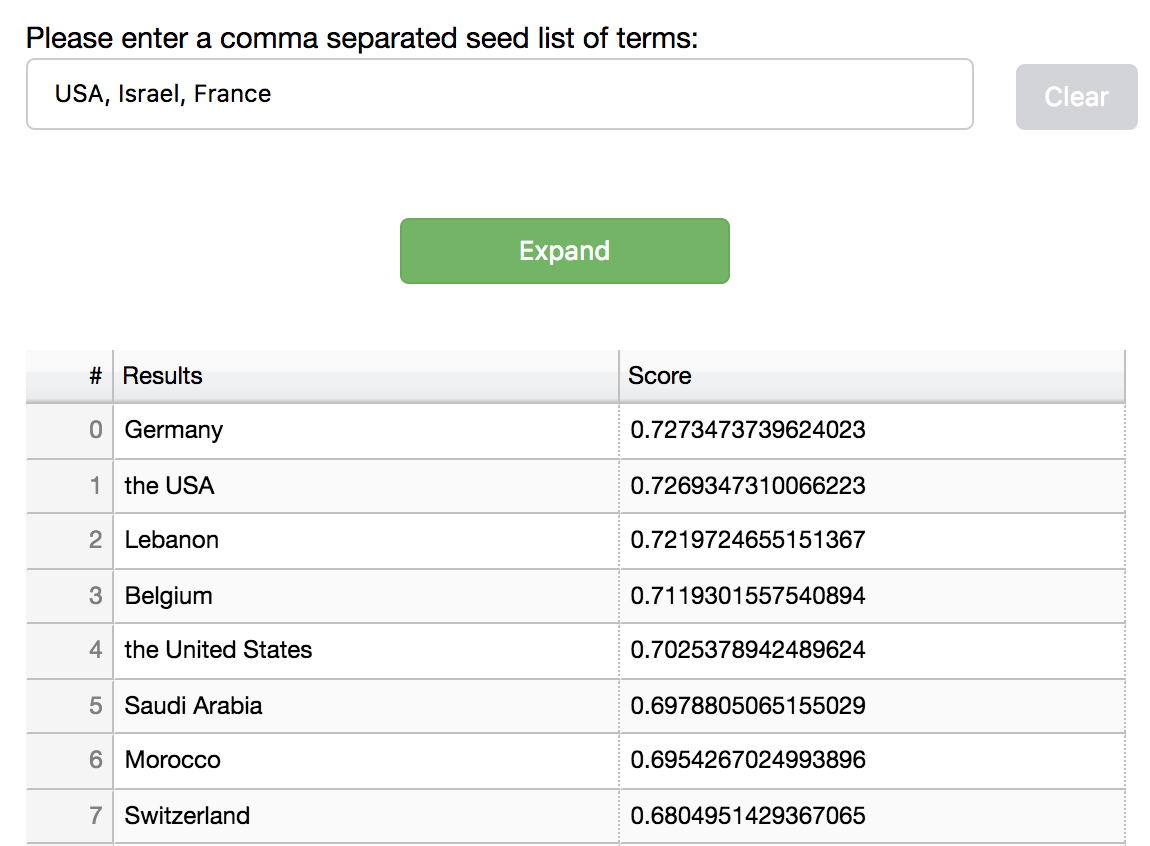 Please enter a comma separated seed list of terms:
USA, Israel, France
Clear
Expand
# Results Score
0 Germany 0.7273473739624023
1 the USA 0.7269347310066223
2 Lebanon 0.7219724655151367
3 Belgium 0.7119301557540894
4 the United States 0.7025378942489624
5 Saudi Arabia 0.6978805065155029
6 Morocco 0.6954267024993896
7 Switzerland 0.6804951429367065